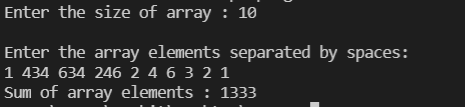 Enter the size of array : 10
Enter the array elements separated by spaces:
1 434 634 246 2 4 6 3 2 1
Sum of array elements : 1333